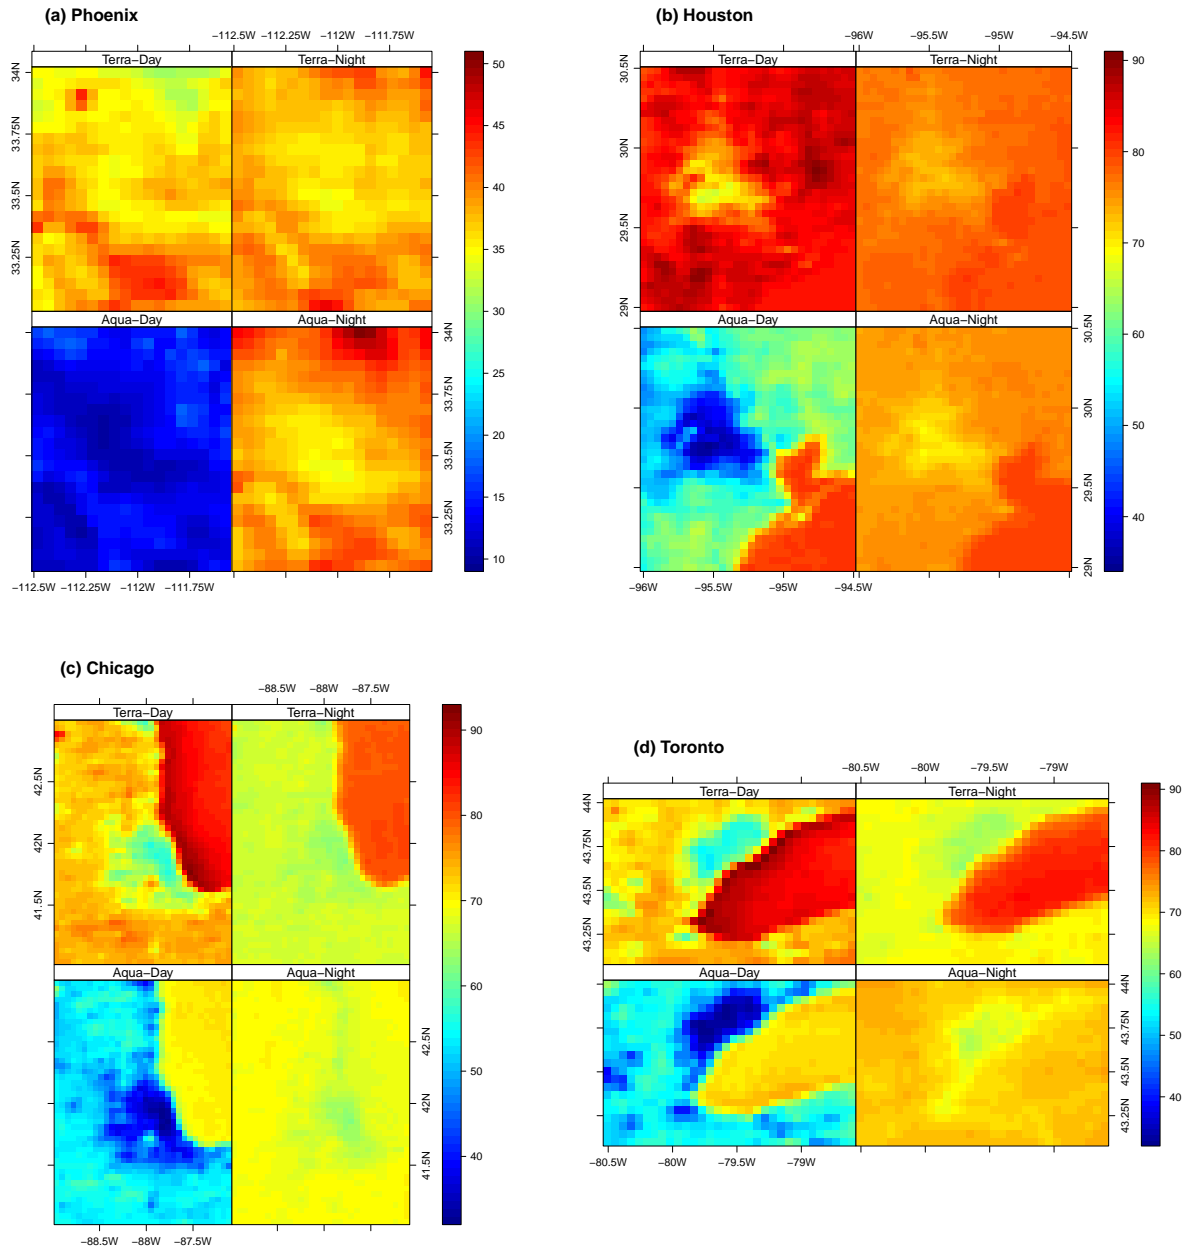 (a) Phoenix
−112.5W −112.25W −112W −111.75W
Terra−Day Terra−Night
34N
33.75N
33.5N
33.25N
Aqua−Day Aqua−Night
34N
33.75N
33.5N
33.25N
−112.5W −112.25W −112W −111.75W
50
45
40
35
30
25
20
15
10
(b) Houston
−96W −95.5W −95W −94.5W
Terra−Day Terra−Night
30.5N
30N
29.5N
29N
Aqua−Day Aqua−Night
30.5N
30N
29.5N
29N
−96W −95.5W −95W −94.5W
90
80
70
60
50
40
(c) Chicago
−88.5W −88W −87.5W
Terra−Day Terra−Night
42.5N
42N
41.5N
Aqua−Day Aqua−Night
42.5N
42N
41.5N
−88.5W −88W −87.5W
90
80
70
60
50
40
(d) Toronto
−80.5W −80W −79.5W −79W
Terra−Day Terra−Night
44N
43.75N
43.5N
43.25N
Aqua−Day Aqua−Night
44N
43.75N
43.5N
43.25N
−80.5W −80W −79.5W −79W
90
80
70
60
50
40